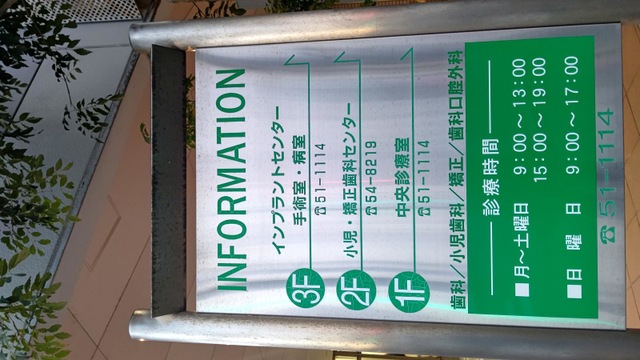 INFORMATION
インプラントセンター
手術室・病室
3F ☎51-1114
小児・矯正歯科センター
2F ☎54-8219
中央診療室
1F ☎51-1114
歯科／小児歯科／矯正／歯科口腔外科
診療時間
■月〜土曜日 9:00〜13:00
15:00〜19:00
■日曜日 9:00〜17:00
☎51-1114